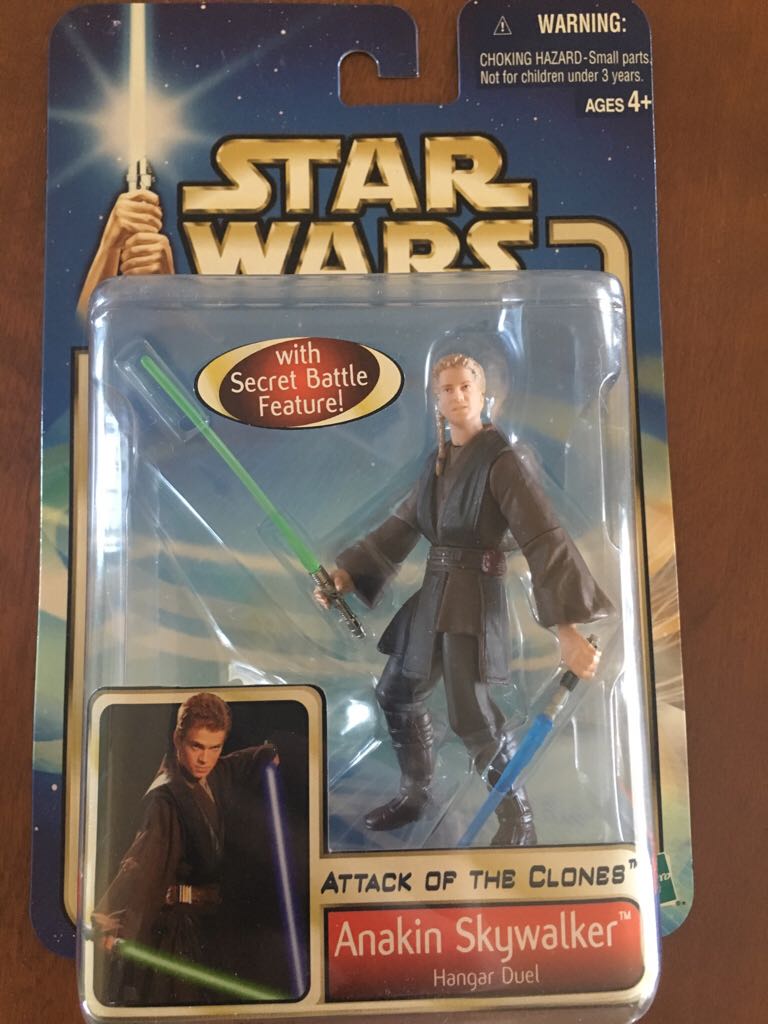 WARNING:
CHOKING HAZARD-Small parts.
Not for children under 3 years.
AGES 4+
STAR
WARS
with
Secret Battle
Feature!
ATTACK OF THE CLONES™
Anakin Skywalker™
Hangar Duel